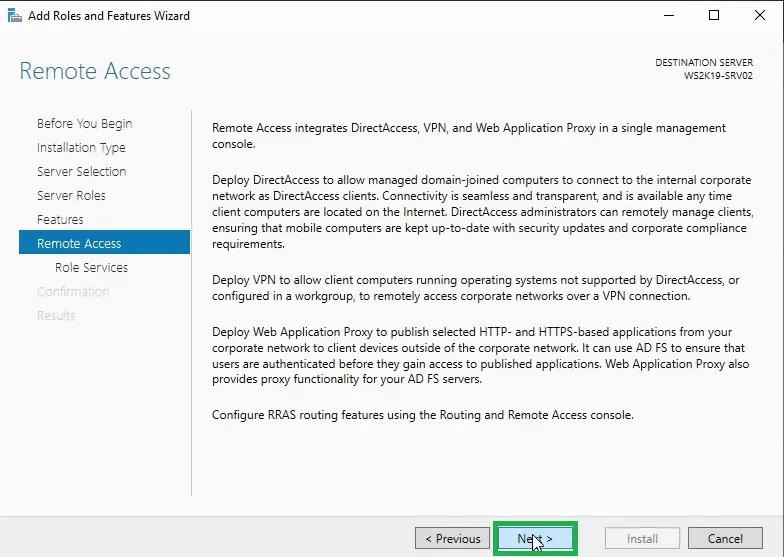 Add Roles and Features Wizard
Remote Access
DESTINATION SERVER
WS2K19-SRV02
Before You Begin
Installation Type
Server Selection
Server Roles
Features
Remote Access
Role Services
Confirmation
Results
Remote Access integrates DirectAccess, VPN, and Web Application Proxy in a single management
console.
Deploy DirectAccess to allow managed domain-joined computers to connect to the internal corporate
network as DirectAccess clients. Connectivity is seamless and transparent, and is available any time
client computers are located on the Internet. DirectAccess administrators can remotely manage clients,
ensuring that mobile computers are kept up-to-date with security updates and corporate compliance
requirements.
Deploy VPN to allow client computers running operating systems not supported by DirectAccess, or
configured in a workgroup, to remotely access corporate networks over a VPN connection.
Deploy Web Application Proxy to publish selected HTTP- and HTTPS-based applications from your
corporate network to client devices outside of the corporate network. It can use AD FS to ensure that
users are authenticated before they gain access to published applications. Web Application Proxy also
provides proxy functionality for your AD FS servers.
Configure RRAS routing features using the Routing and Remote Access console.
< Previous
Next >
Install
Cancel